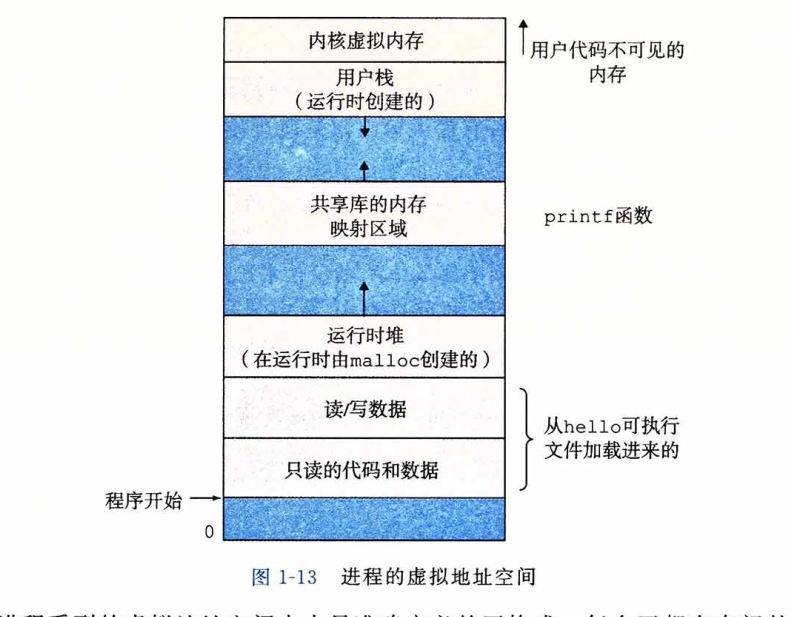 内核虚拟内存
用户代码不可见的
内存
用户栈
（运行时创建的）
共享库的内存
映射区域
printf函数
运行时堆
（在运行时由malloc创建的）
读/写数据
从hello可执行
文件加载进来的
只读的代码和数据
程序开始
0
图 1-13 进程的虚拟地址空间